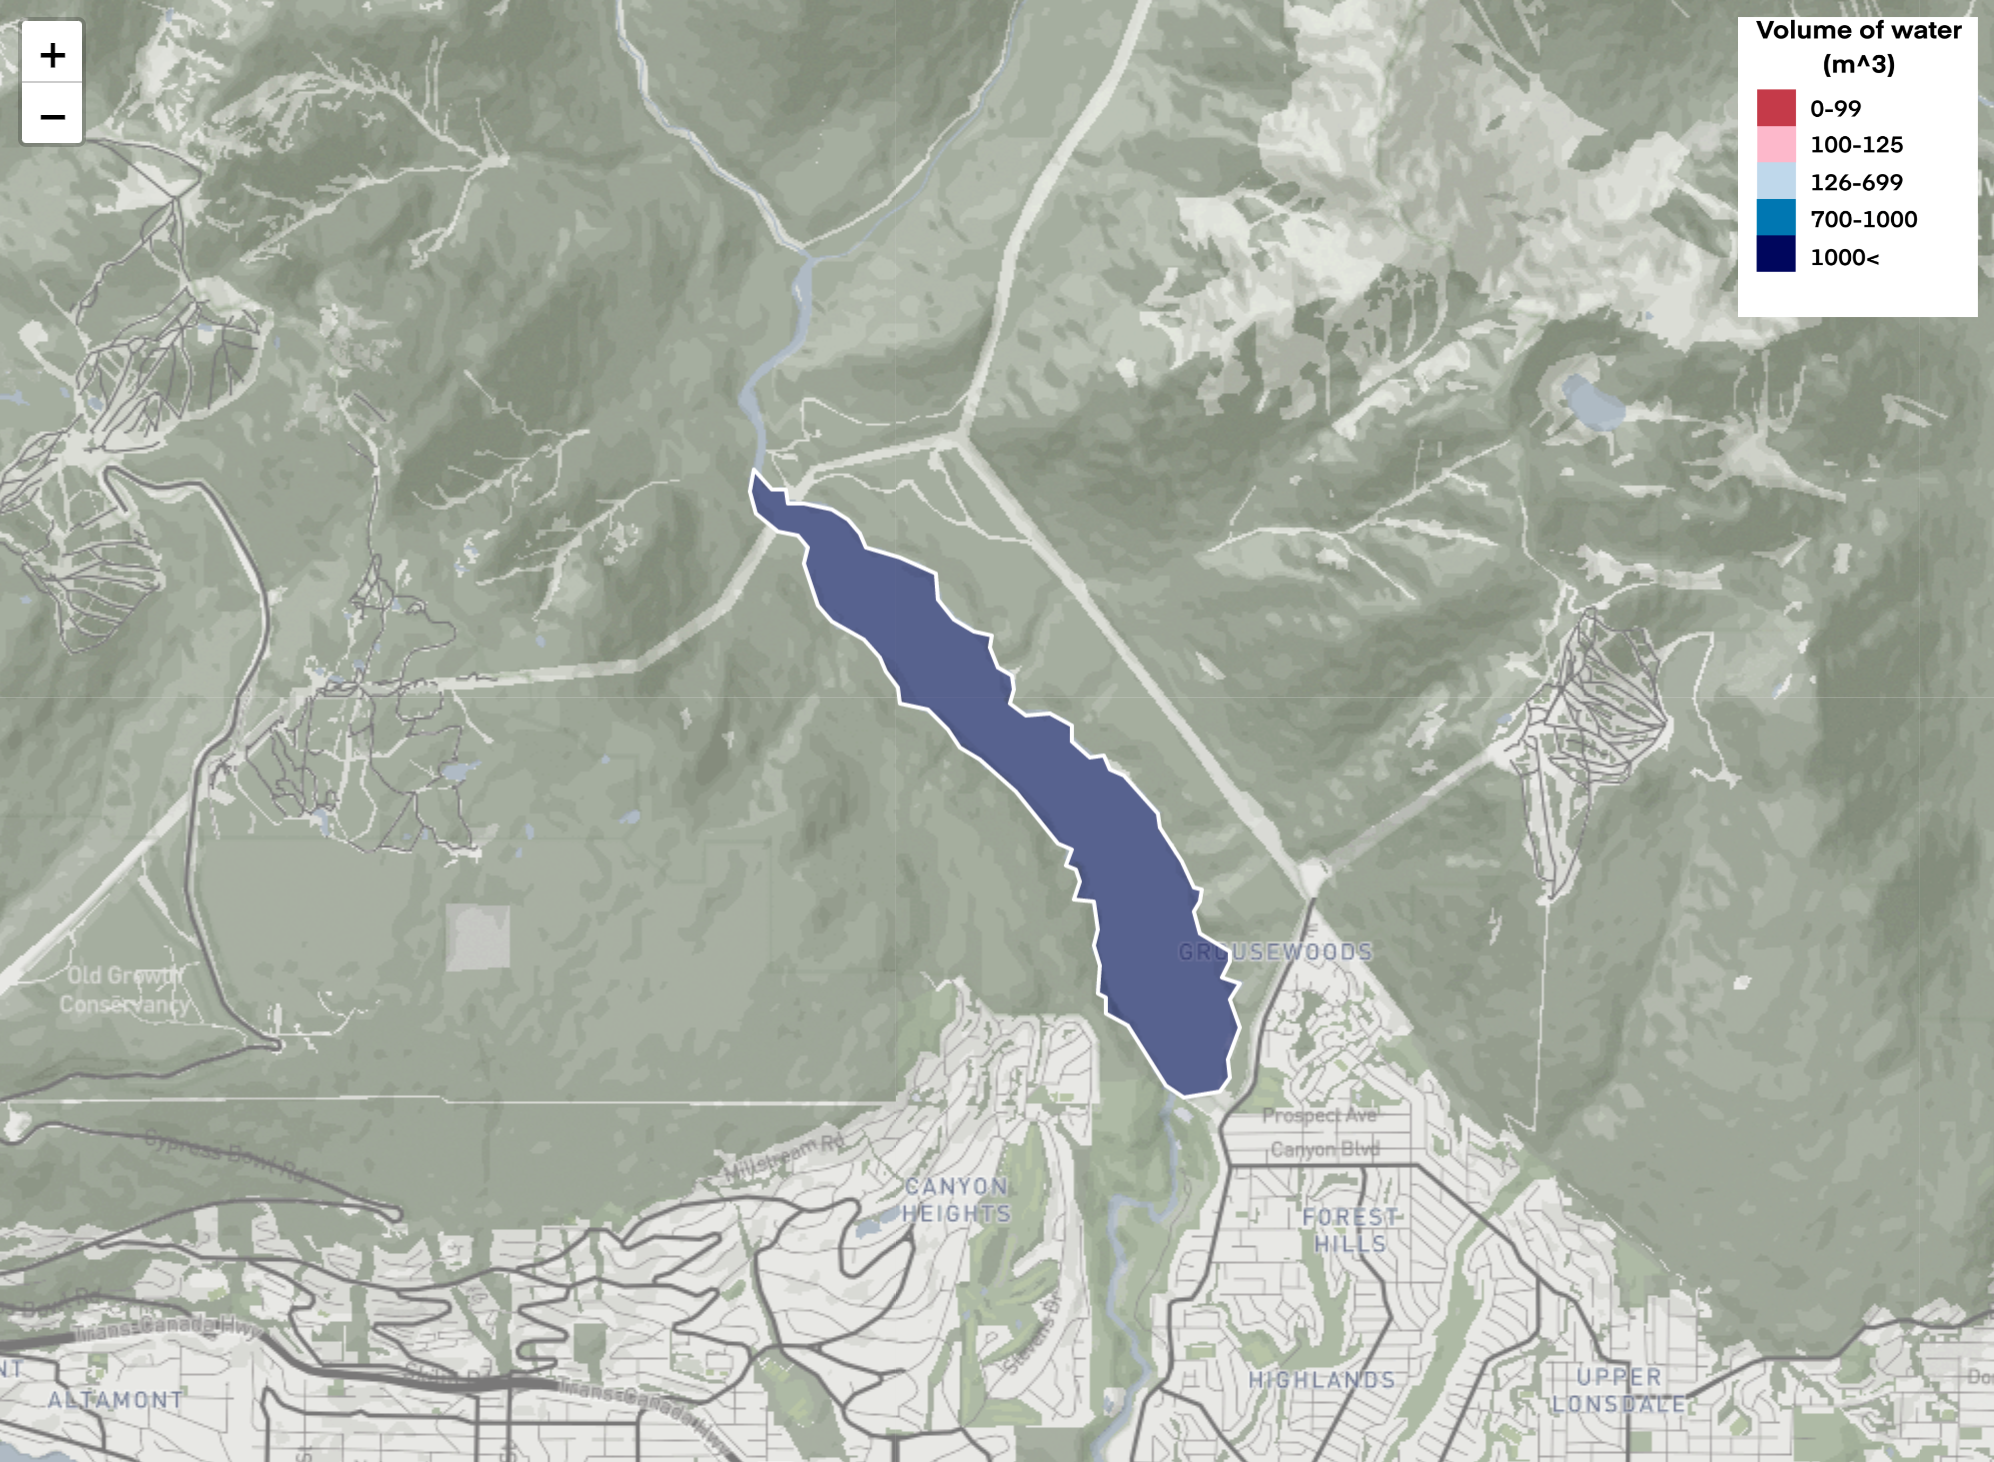 +
−
Volume of water
(m^3)
0-99
100-125
126-699
700-1000
1000<
Old Growth
Conservancy
GROUSEWOODS
Prospect Ave
Canyon Blvd
Cypress Bowl Rd
Millstream Rd
CANYON
HEIGHTS
FOREST
HILLS
Stevens Dr
Trans-Canada Hwy
Trans-Canada Hwy
NT
ALTAMONT
HIGHLANDS
UPPER
LONSDALE
Do